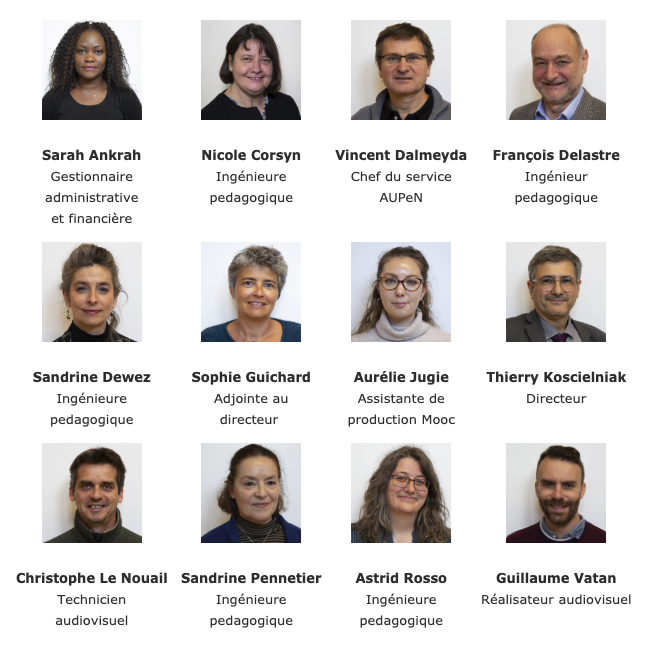 Sarah Ankrah
Gestionnaire
administrative
et financière
Nicole Corsyn
Ingénieure
pedagogique
Vincent Dalmeyda
Chef du service
AUPeN
François Delastre
Ingénieur
pedagogique
Sandrine Dewez
Ingénieure
pedagogique
Sophie Guichard
Adjointe au
directeur
Aurélie Jugie
Assistante de
production Mooc
Thierry Koscielniak
Directeur
Christophe Le Nouail
Technicien
audiovisuel
Sandrine Pennetier
Ingénieure
pedagogique
Astrid Rosso
Ingénieure
pedagogique
Guillaume Vatan
Réalisateur audiovisuel